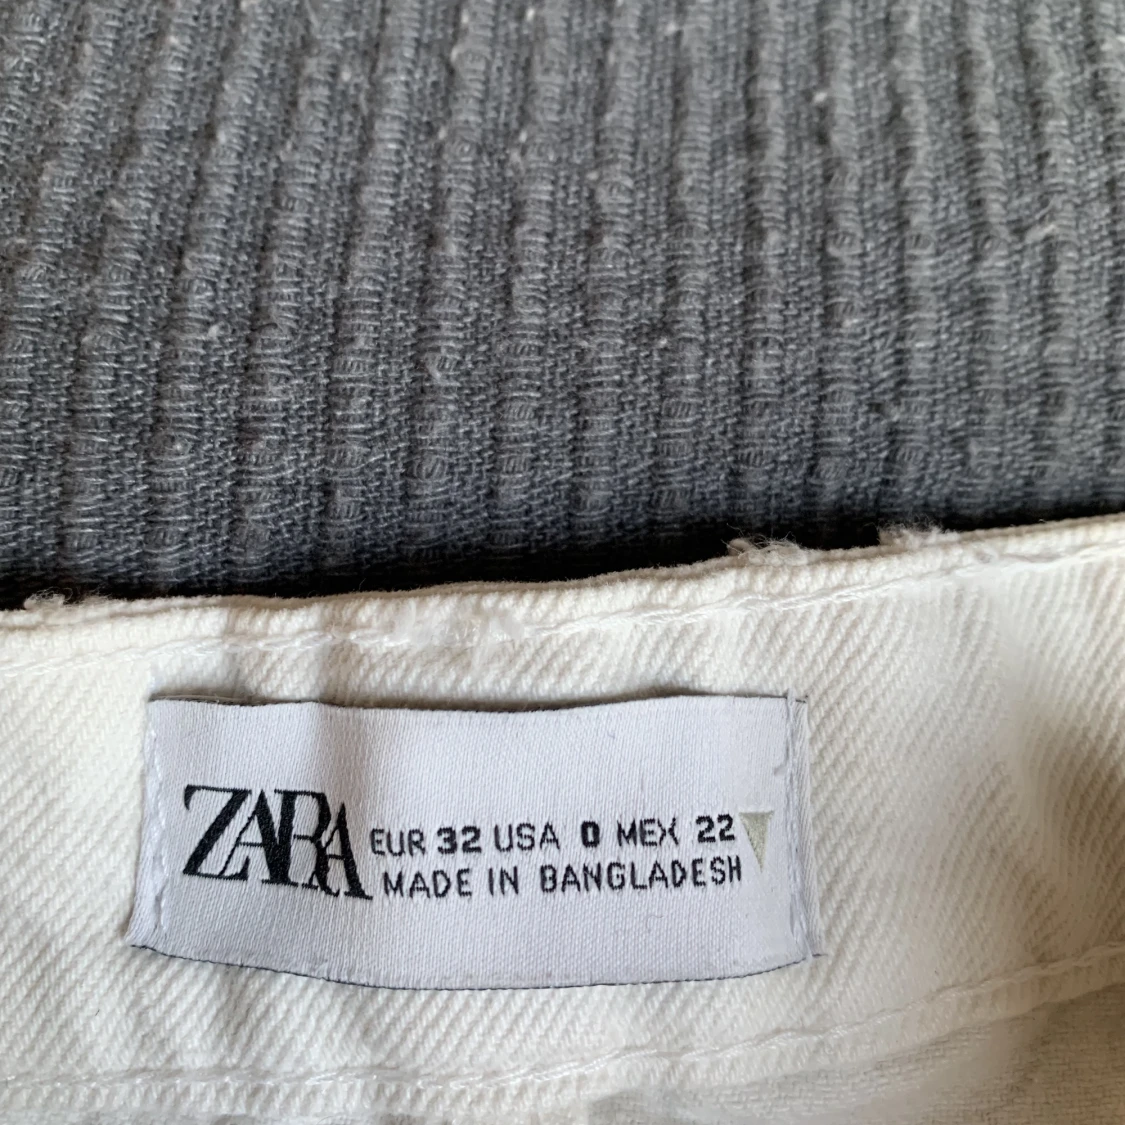 ZARA
EUR 32 USA 0 MEX 22
MADE IN BANGLADESH